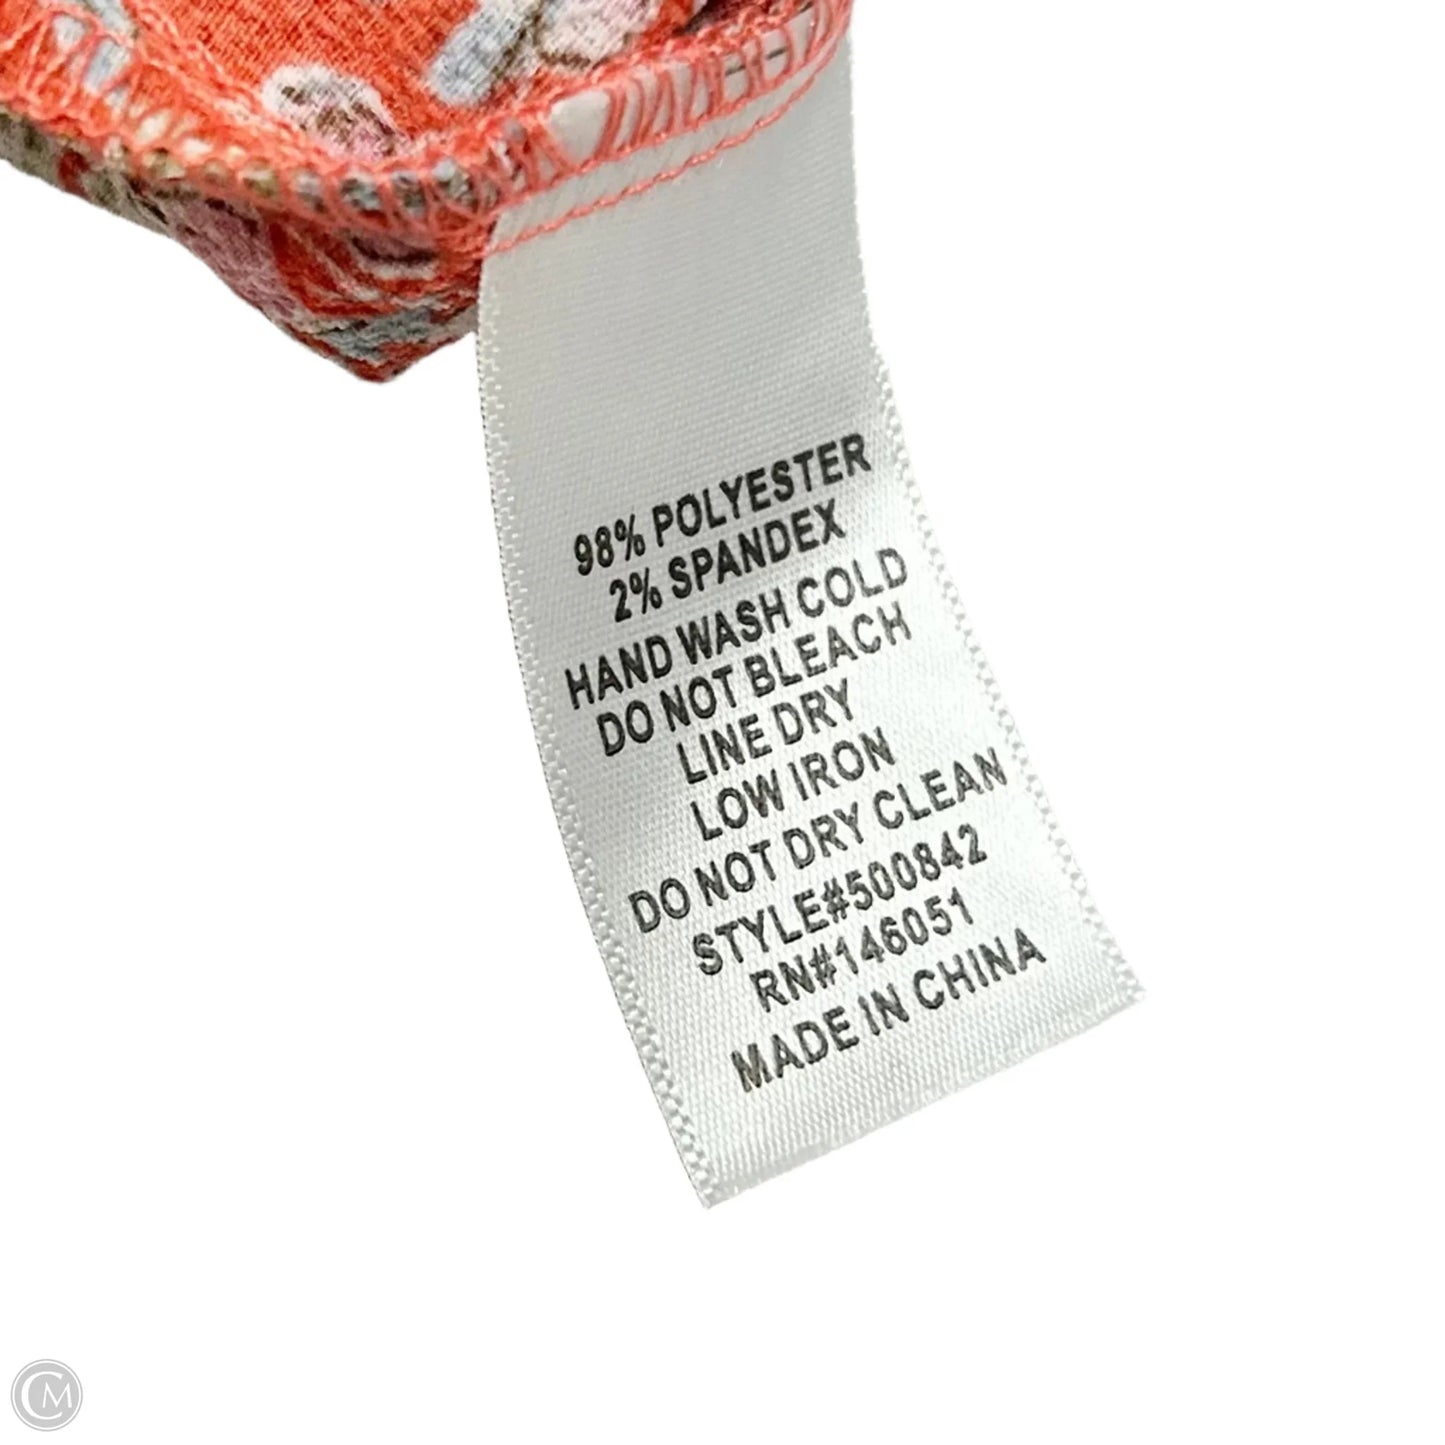 98% POLYESTER
2% SPANDEX
HAND WASH COLD
DO NOT BLEACH
LINE DRY
LOW IRON
DO NOT DRY CLEAN
STYLE#500842
RN#146051
MADE IN CHINA
CM